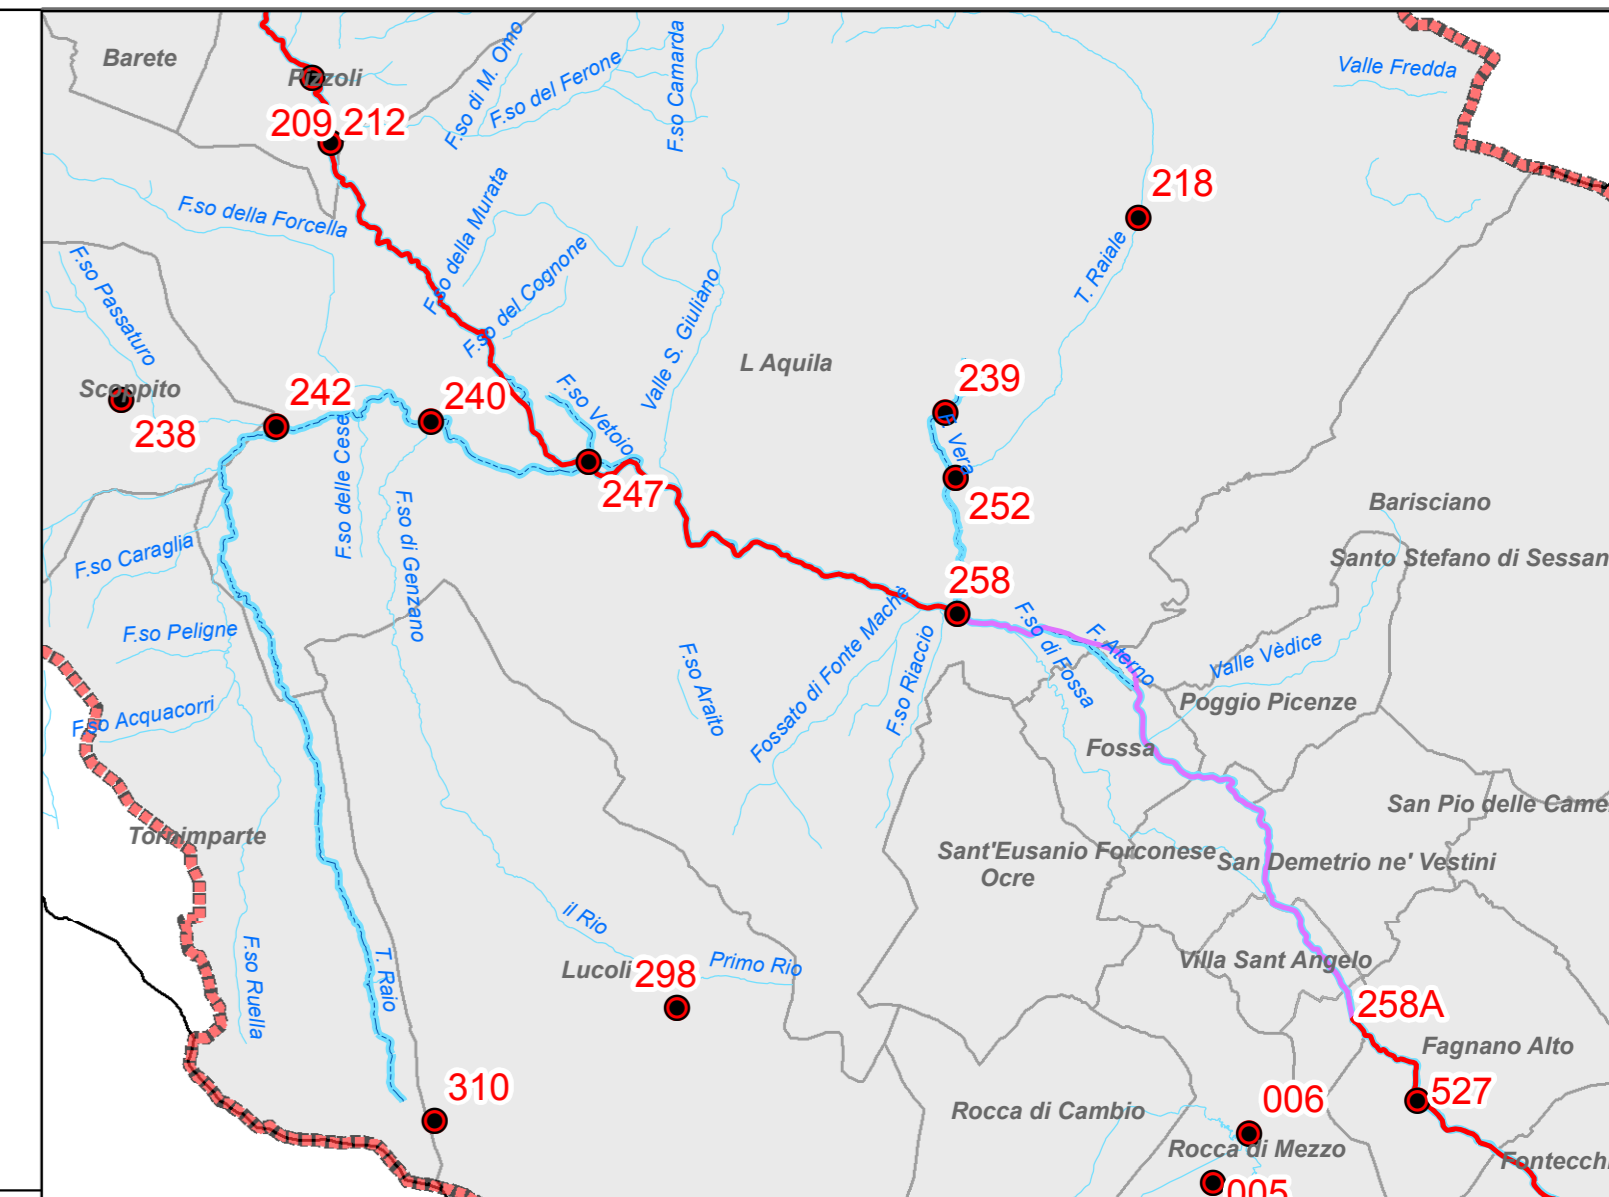 Barete
Pizzoli
F.so di M. Omo
F.so del Ferone
F.so Camarda
Valle Fredda
209
212
218
F.so della Forcella
F.so della Murata
F.so Passaturo
F.so del Cognone
Valle S. Giuliano
T. Raiale
L Aquila
Scoppito
238
242
240
F.so Vetoio
239
F. Vera
247
252
F.so delle Cese
F.so di Genzano
Barisciano
F.so Caraglia
Santo Stefano di Sessan
258
F.so Peligne
F.so Araito
Fossato di Fonte Machè
F.so Riaccio
F.so di Fossa
F. Aterno
Valle Vèdice
F.so Acquacorri
Poggio Picenze
Fossa
San Pio delle Came
Tornimparte
Sant'Eusanio Forconese
Ocre
San Demetrio ne' Vestini
il Rio
Primo Rio
Lucoli
298
Villa Sant Angelo
F.so Ruella
T. Raio
258A
Fagnano Alto
310
527
Rocca di Cambio
006
Rocca di Mezzo
Fontecchi
005